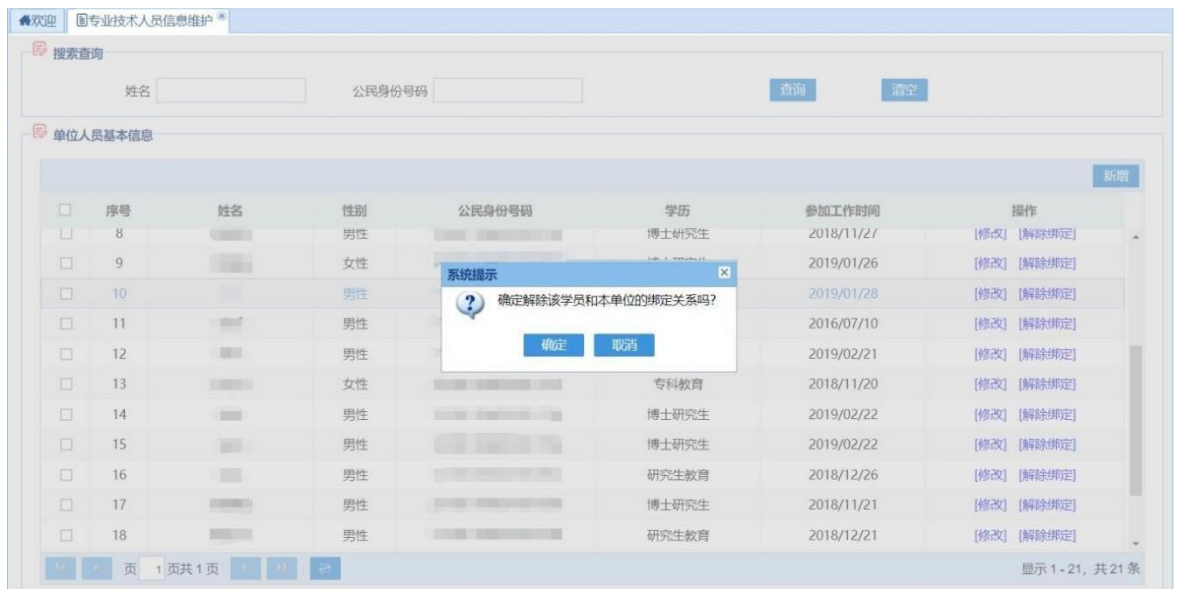 欢迎 专业技术人员信息维护
搜索查询
姓名 公民身份号码 查询 清空
单位人员基本信息
新增
序号 姓名 性别 公民身份号码 学历 参加工作时间 操作
8 男性 博士研究生 2018/11/27 [修改] [解除绑定]
9 女性 2019/01/26 [修改] [解除绑定]
系统提示
10 男性 2019/01/28 [修改] [解除绑定]
确定解除该学员和本单位的绑定关系吗?
11 男性 2016/07/10 [修改] [解除绑定]
确定 取消
12 男性 2019/02/21 [修改] [解除绑定]
13 女性 专科教育 2018/11/20 [修改] [解除绑定]
14 男性 博士研究生 2019/02/22 [修改] [解除绑定]
15 男性 博士研究生 2019/02/22 [修改] [解除绑定]
16 男性 研究生教育 2018/12/26 [修改] [解除绑定]
17 男性 博士研究生 2018/11/21 [修改] [解除绑定]
18 男性 研究生教育 2018/12/21 [修改] [解除绑定]
页 1 页共 1 页 显示 1 - 21, 共 21 条